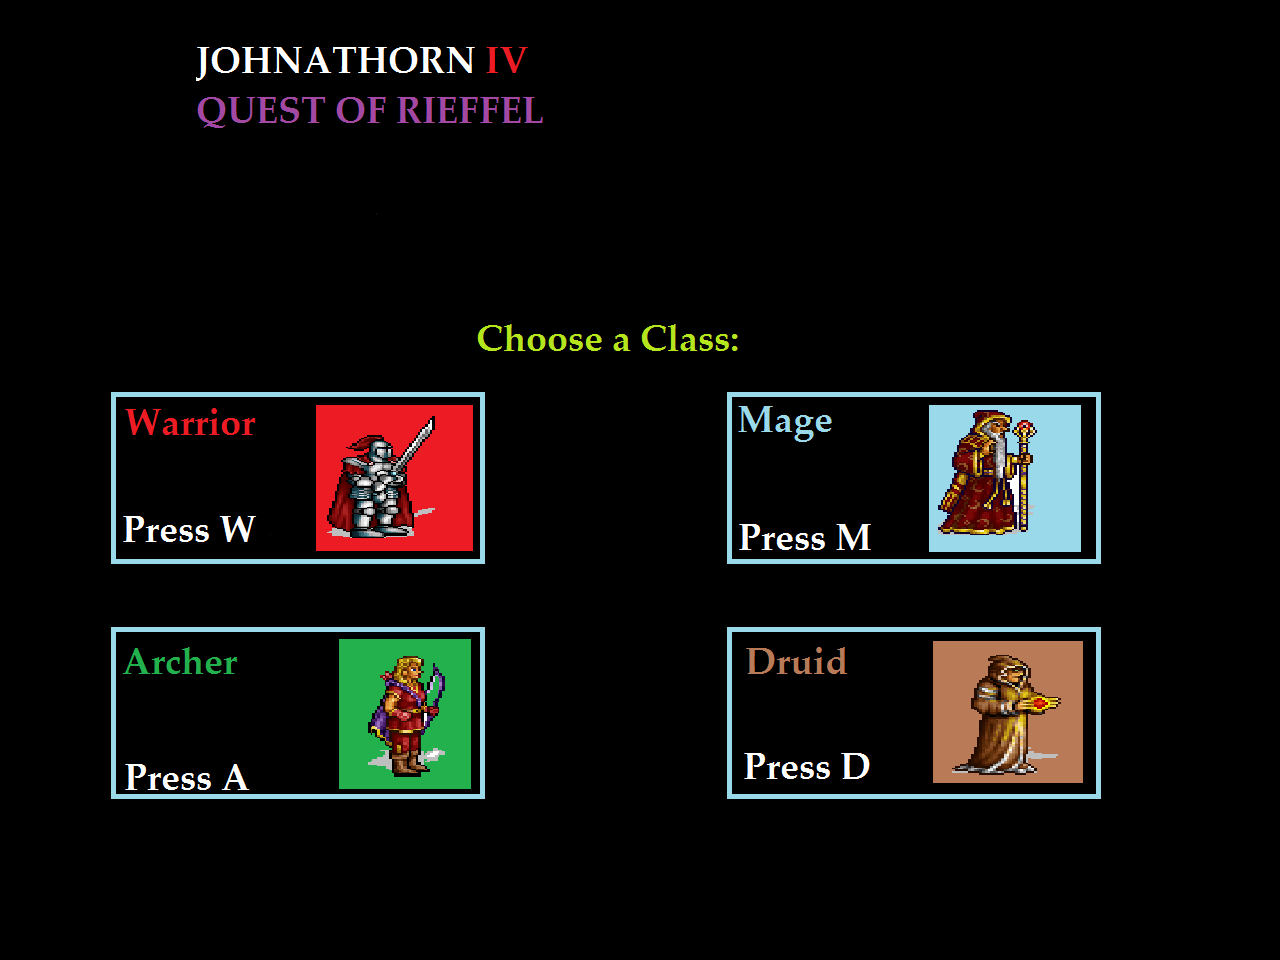 JOHNATHORN IV
QUEST OF RIEFFEL
Choose a Class:
Warrior
Press W
Mage
Press M
Archer
Press A
Druid
Press D